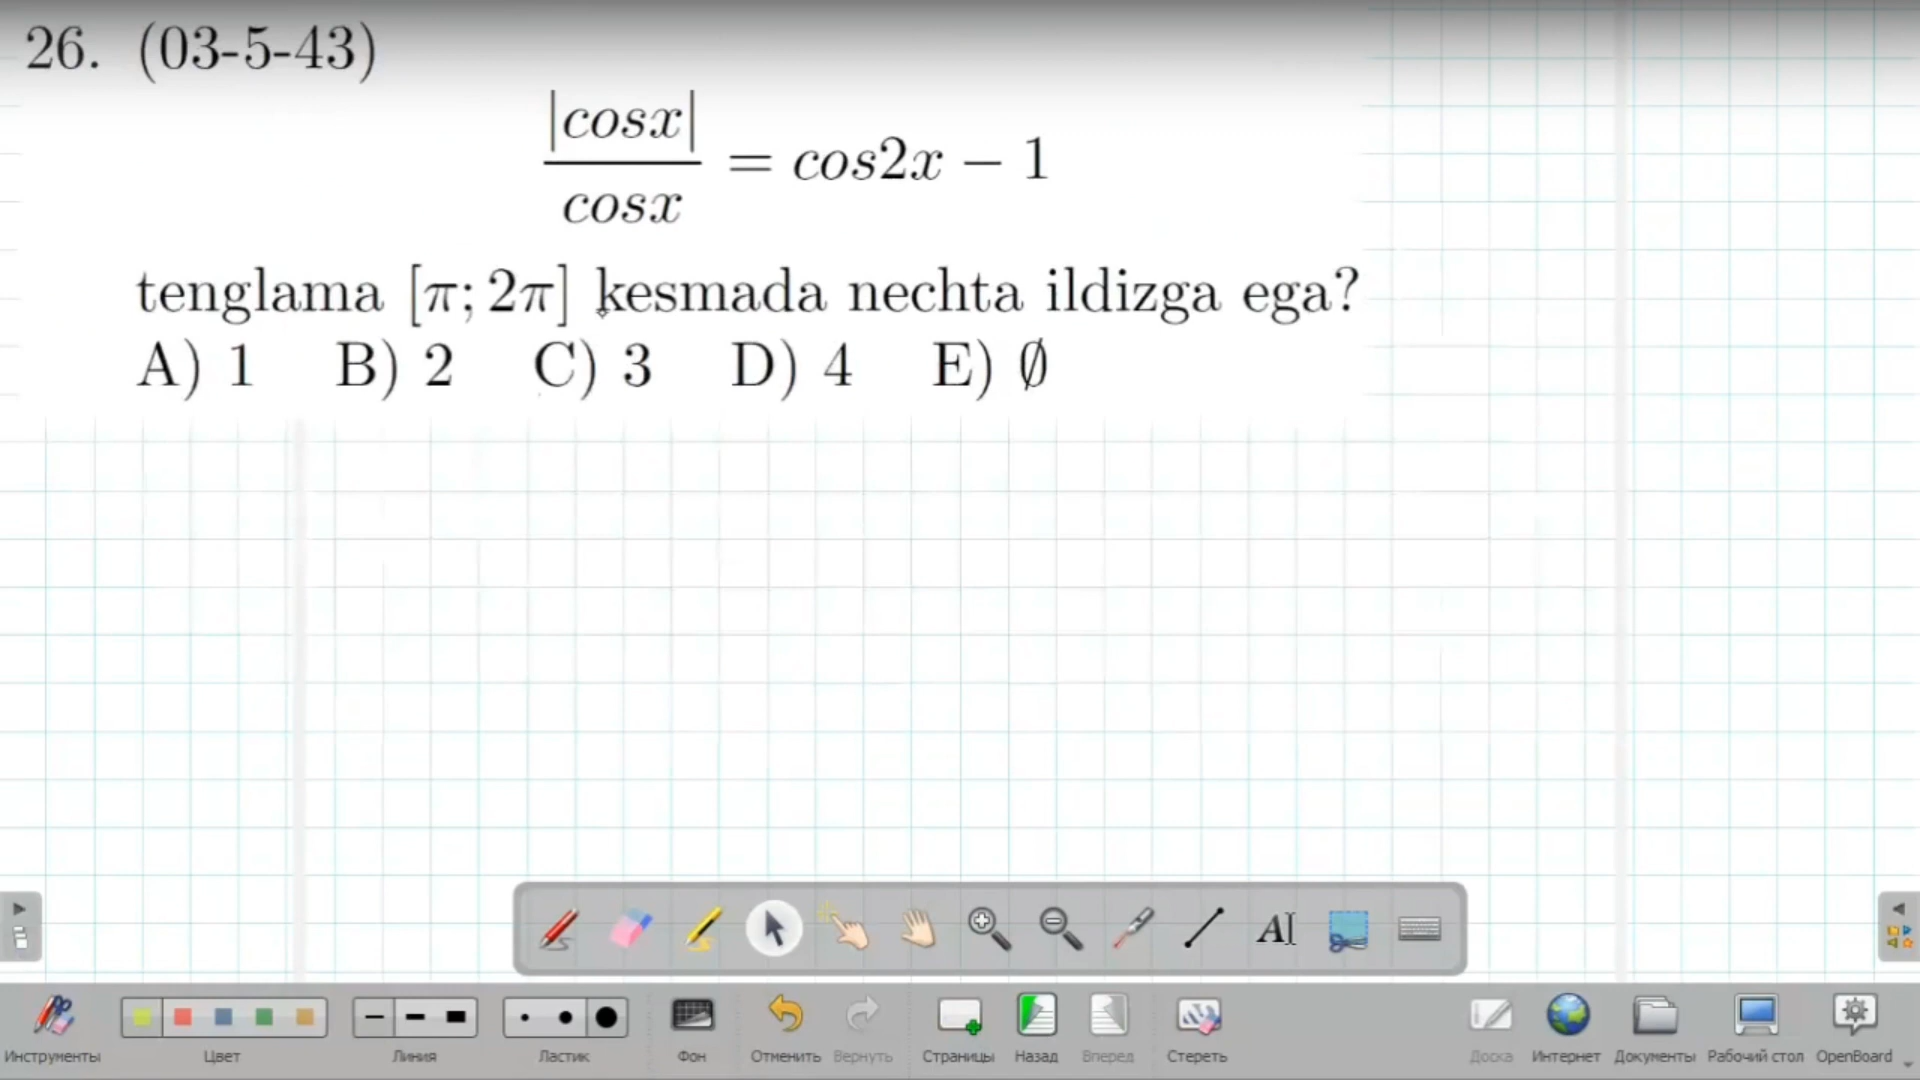 26. (03-5-43)
|cosx|
cosx
= cos2x − 1
tenglama [π; 2π] kesmada nechta ildizga ega?
A) 1 B) 2 C) 3 D) 4 E) ∅
Инструменты Цвет Линия Ластик Фон Отменить Вернуть Страницы Назад Вперед Стереть Доска Интернет Документы Рабочий стол OpenBoard